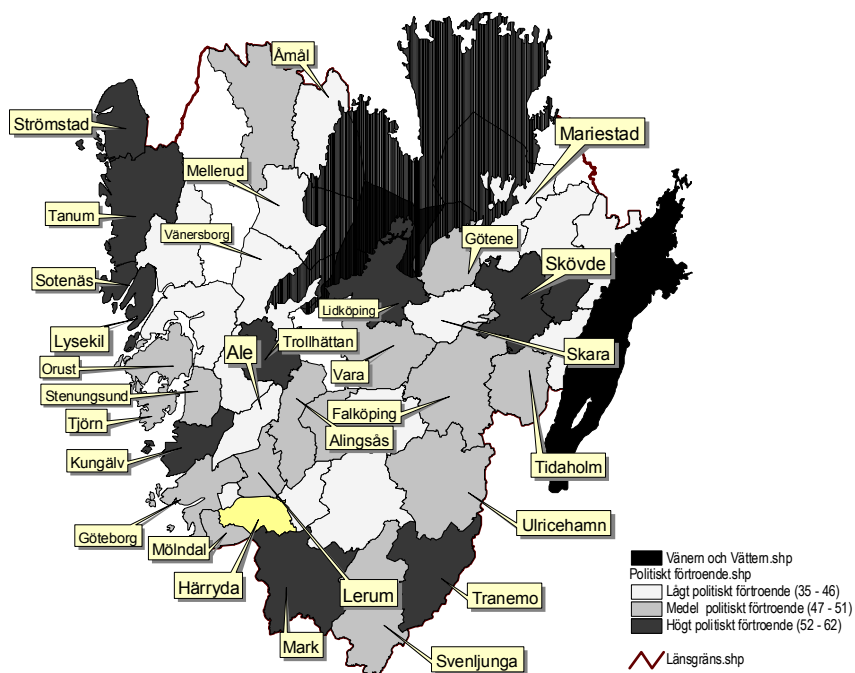 Åmål
Strömstad
Mariestad
Mellerud
Tanum
Vänersborg
Götene
Skövde
Sotenäs
Lidköping
Lysekil
Trollhättan
Ale
Skara
Orust
Vara
Stenungsund
Falköping
Tjörn
Alingsås
Kungälv
Tidaholm
Ulricehamn
Göteborg
Mölndal
Härryda
Lerum
Tranemo
Mark
Svenljunga
Vänern och Vättern.shp
Politiskt förtroende.shp
Lågt politiskt förtroende (35 - 46)
Medel politiskt förtroende (47 - 51)
Högt politiskt förtroende (52 - 62)
Länsgräns.shp